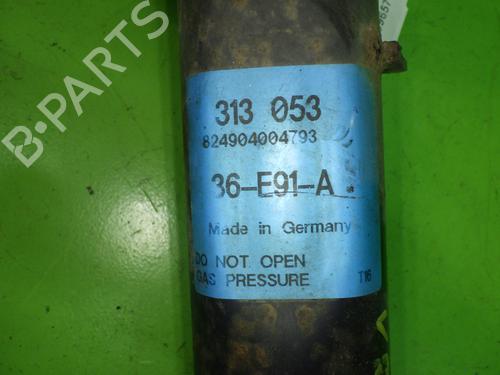 313 053
824904004793
36-E91-A
Made in Germany
DO NOT OPEN
GAS PRESSURE T16
B-PARTS